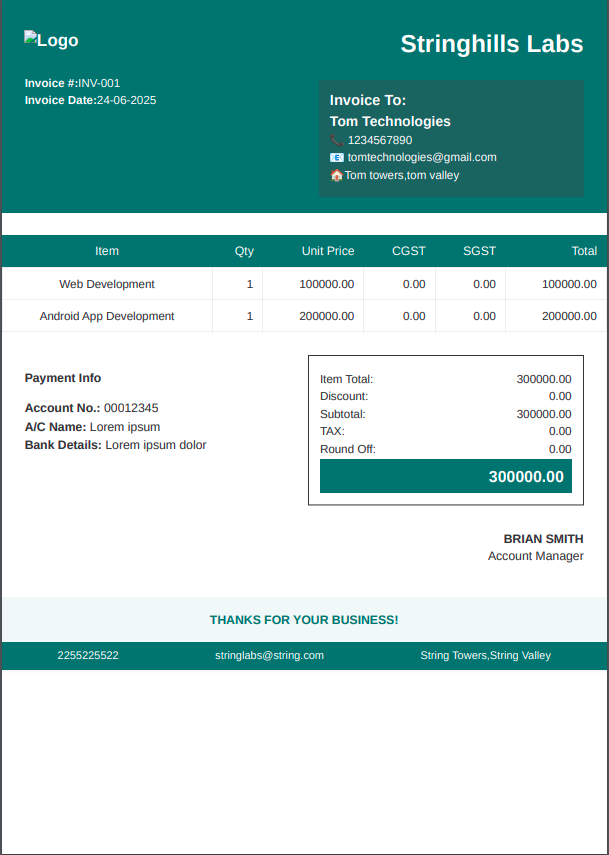 Logo
Stringhills Labs
Invoice #:INV-001
Invoice Date:24-06-2025
Invoice To:
Tom Technologies
📞 1234567890
📧 tomtechnologies@gmail.com
🏠Tom towers,tom valley
Item Qty Unit Price CGST SGST Total
Web Development 1 100000.00 0.00 0.00 100000.00
Android App Development 1 200000.00 0.00 0.00 200000.00
Payment Info
Account No.: 00012345
A/C Name: Lorem ipsum
Bank Details: Lorem ipsum dolor
Item Total: 300000.00
Discount: 0.00
Subtotal: 300000.00
TAX: 0.00
Round Off: 0.00
300000.00
BRIAN SMITH
Account Manager
THANKS FOR YOUR BUSINESS!
2255225522 stringlabs@string.com String Towers,String Valley